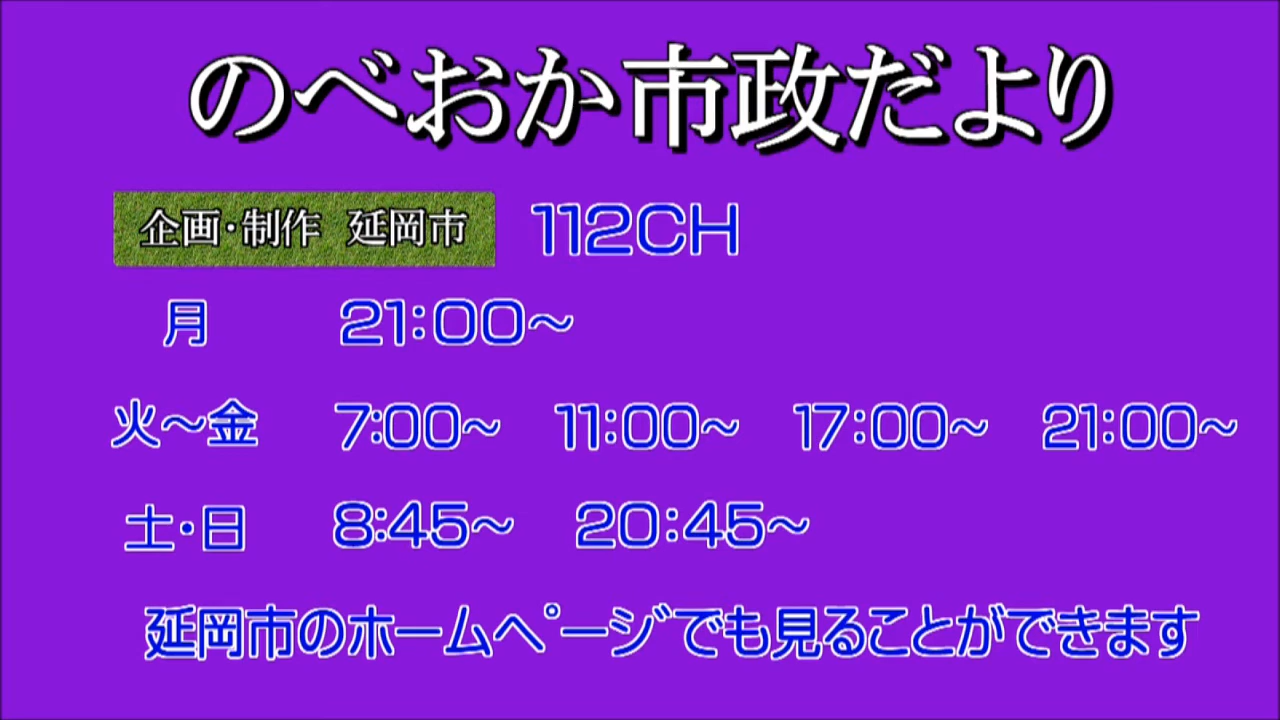 のべおか市政だより
企画・制作　延岡市　112CH
月　21:00～
火～金　7:00～　11:00～　17:00～　21:00～
土・日　8:45～　20:45～
延岡市のホームページでも見ることができます